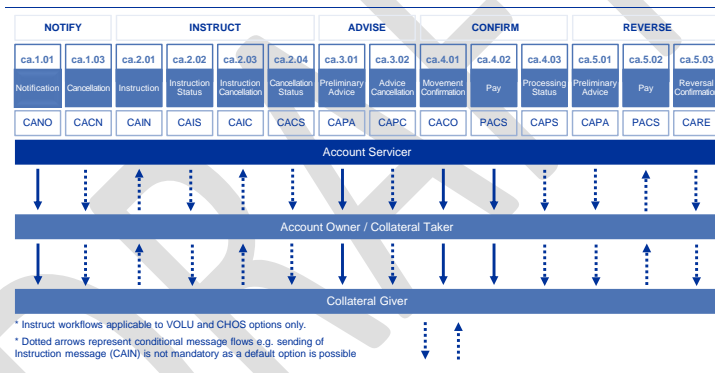 NOTIFY INSTRUCT ADVISE CONFIRM REVERSE
ca.1.01 ca.1.03 ca.2.01 ca.2.02 ca.2.03 ca.2.04 ca.3.01 ca.3.02 ca.4.01 ca.4.02 ca.4.03 ca.5.01 ca.5.02 ca.5.03
Notification Cancellation Instruction Instruction Status Instruction Cancellation Cancellation Status Preliminary Advice Advice Cancellation Movement Confirmation Pay Processing Status Preliminary Advice Pay Reversal Confirmation
CANO CACN CAIN CAIS CAIC CACS CAPA CAPC CACO PACS CAPS CAPA PACS CARE
Account Servicer
Account Owner / Collateral Taker
Collateral Giver
* Instruct workflows applicable to VOLU and CHOS options only.
* Dotted arrows represent conditional message flows e.g. sending of
Instruction message (CAIN) is not mandatory as a default option is possible